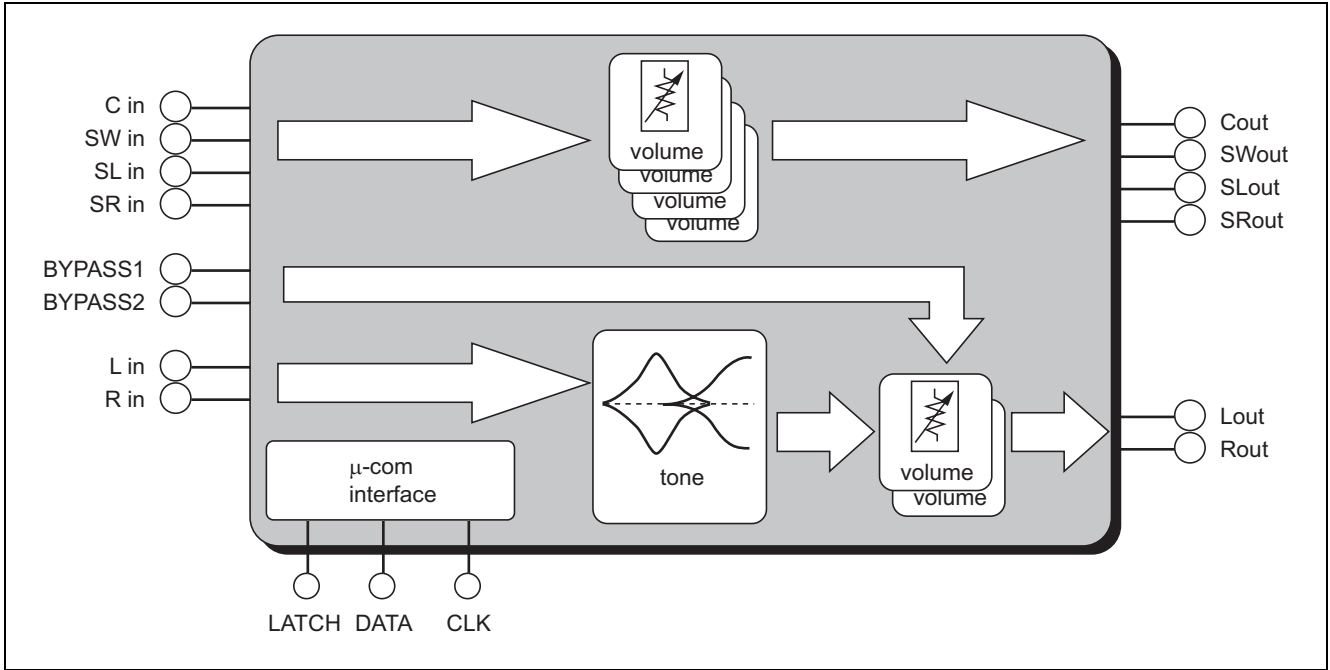 C in
SW in
SL in
SR in
BYPASS1
BYPASS2
L in
R in
volume
volume
volume
volume
tone
volume
volume
μ-com
interface
LATCH
DATA
CLK
Cout
SWout
SLout
SRout
Lout
Rout